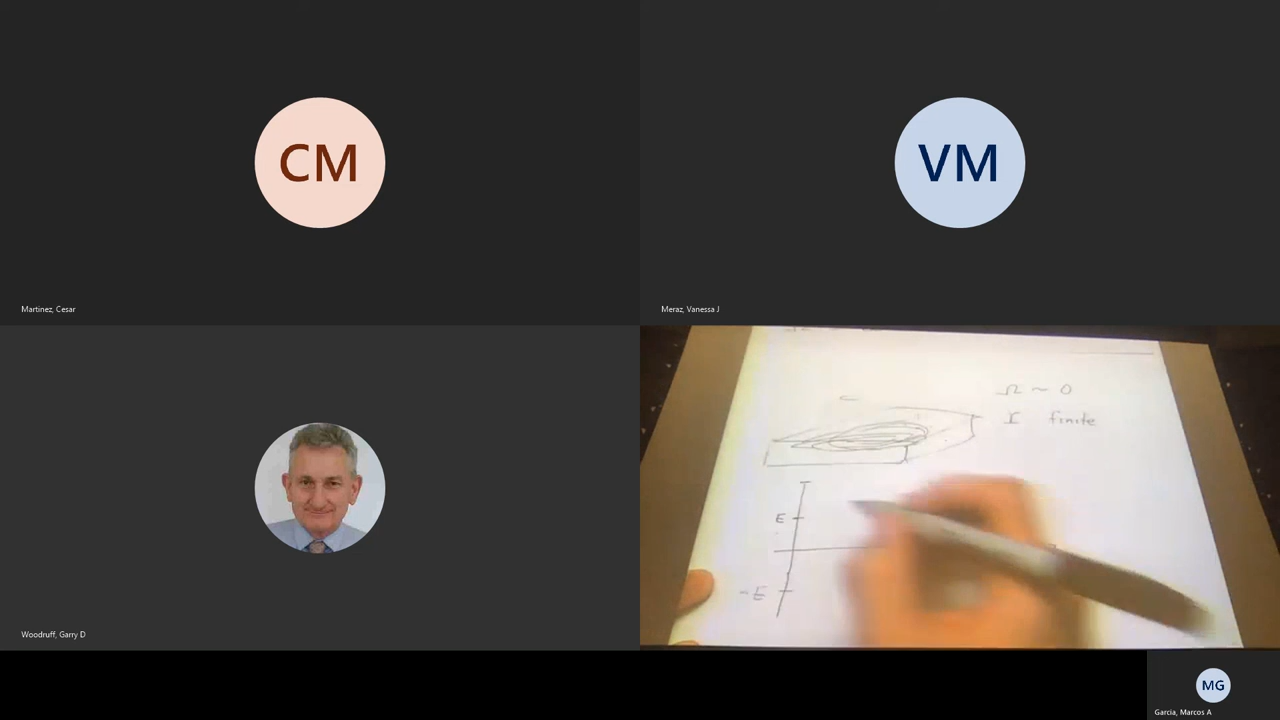 CM
Martinez, Cesar
VM
Meraz, Vanessa J
Woodruff, Garry D
Ω ~ 0
I finite
E
-E
MG
Garcia, Marcos A